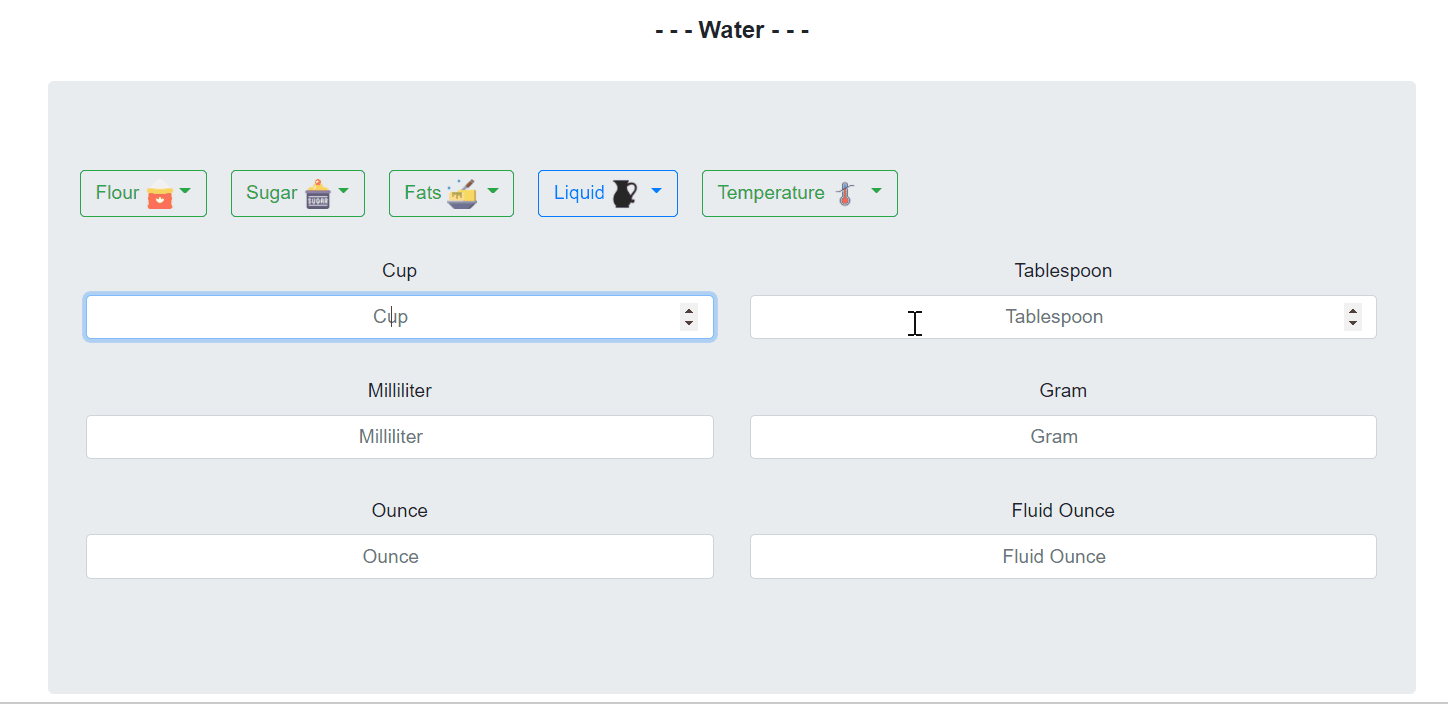 - - - Water - - -
Flour Sugar SUGAR Fats Liquid Temperature
Cup Tablespoon
Cup Tablespoon
Milliliter Gram
Milliliter Gram
Ounce Fluid Ounce
Ounce Fluid Ounce